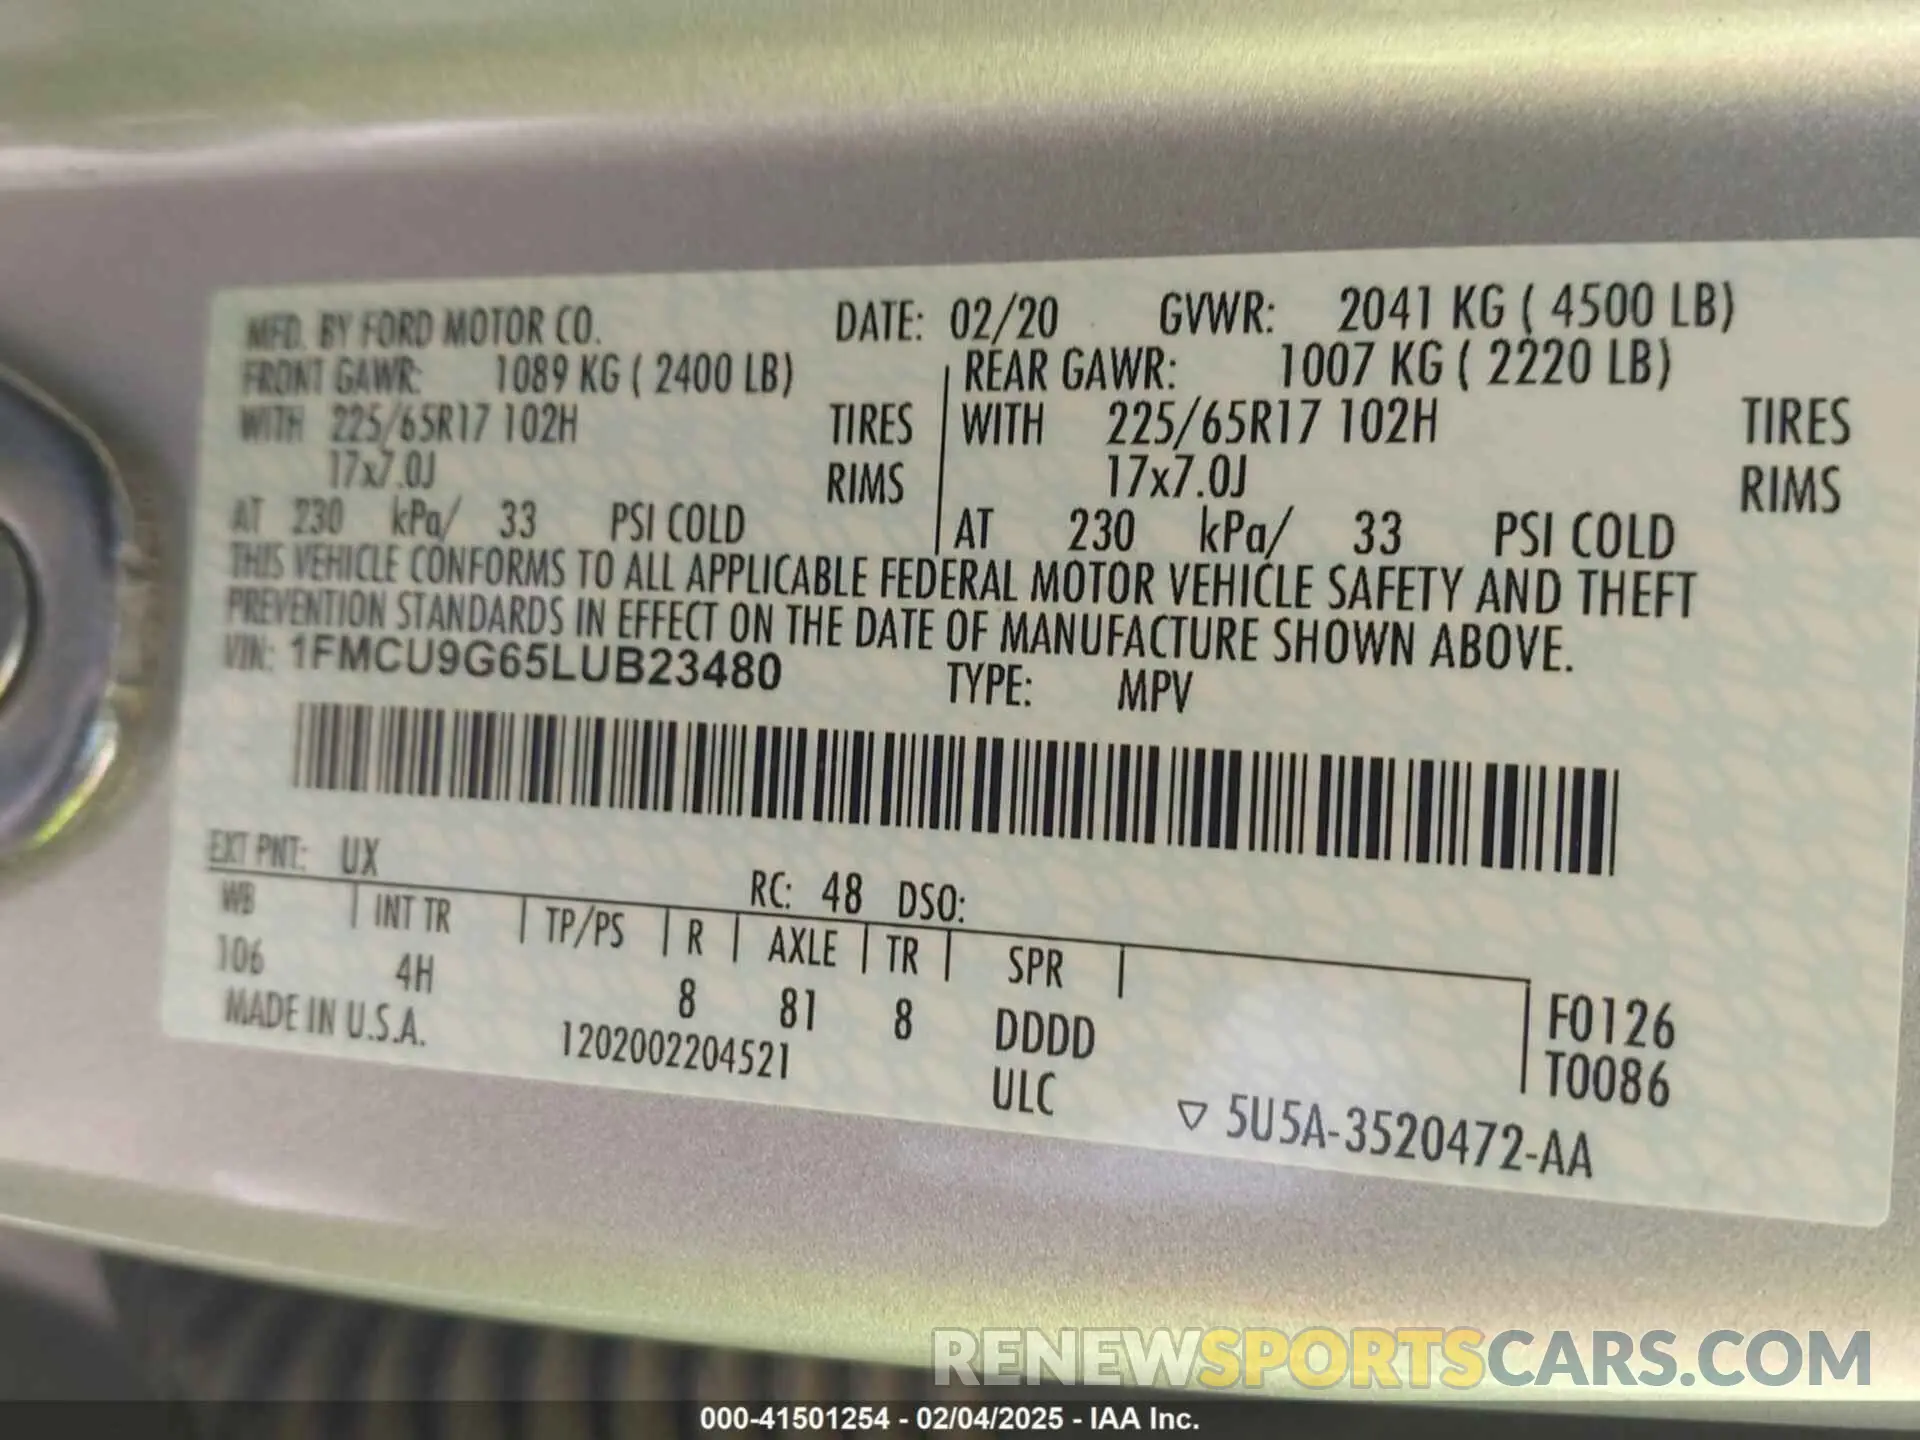 MFD. BY FORD MOTOR CO. DATE: 02/20 GVWR: 2041 KG ( 4500 LB)
FRONT GAWR: 1089 KG ( 2400 LB) REAR GAWR: 1007 KG ( 2220 LB)
WITH 225/65R17 102H TIRES WITH 225/65R17 102H TIRES
17x7.0J RIMS 17x7.0J RIMS
AT 230 kPa/ 33 PSI COLD AT 230 kPa/ 33 PSI COLD
THIS VEHICLE CONFORMS TO ALL APPLICABLE FEDERAL MOTOR VEHICLE SAFETY AND THEFT
PREVENTION STANDARDS IN EFFECT ON THE DATE OF MANUFACTURE SHOWN ABOVE.
VIN: 1FMCU9G65LUB23480 TYPE: MPV
EXT PNT: UX RC: 48 DSO:
WB INT TR TP/PS R AXLE TR SPR
106 4H 8 81 8 DDDD F0126
MADE IN U.S.A. 1202002204521 ULC T0086
▽ 5U5A-3520472-AA
RENEWSPORTSCARS.COM
000-41501254 - 02/04/2025 - IAA Inc.